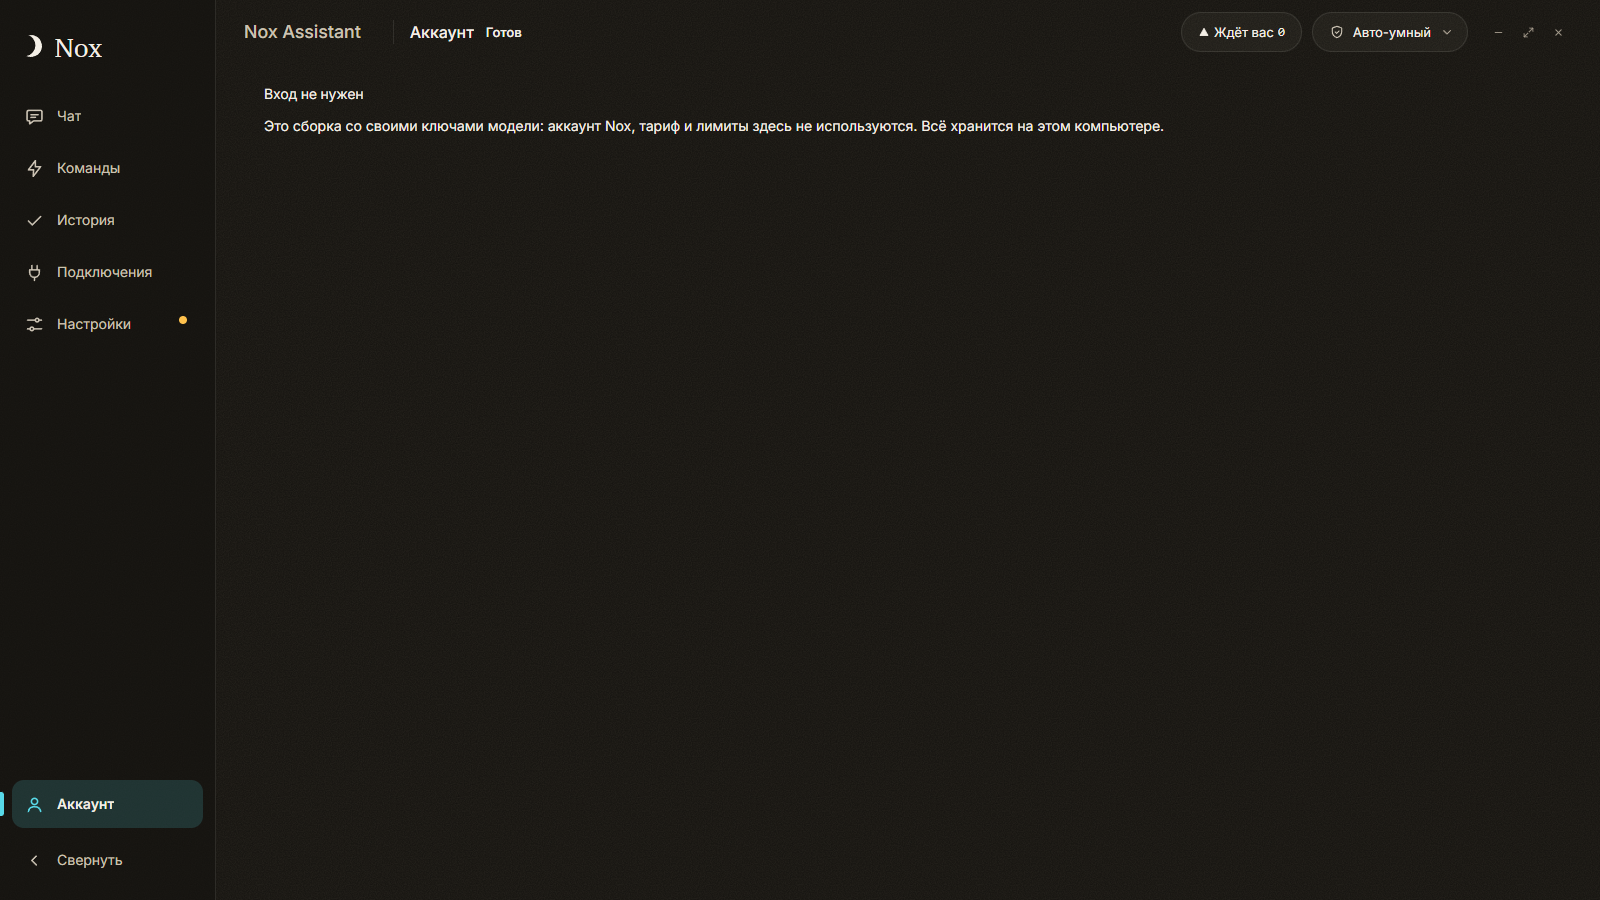 Nox
Чат
Команды
История
Подключения
Настройки
Аккаунт
Свернуть
Nox Assistant
Аккаунт Готов
Ждёт вас 0
Авто-умный
Вход не нужен
Это сборка со своими ключами модели: аккаунт Nox, тариф и лимиты здесь не используются. Всё хранится на этом компьютере.